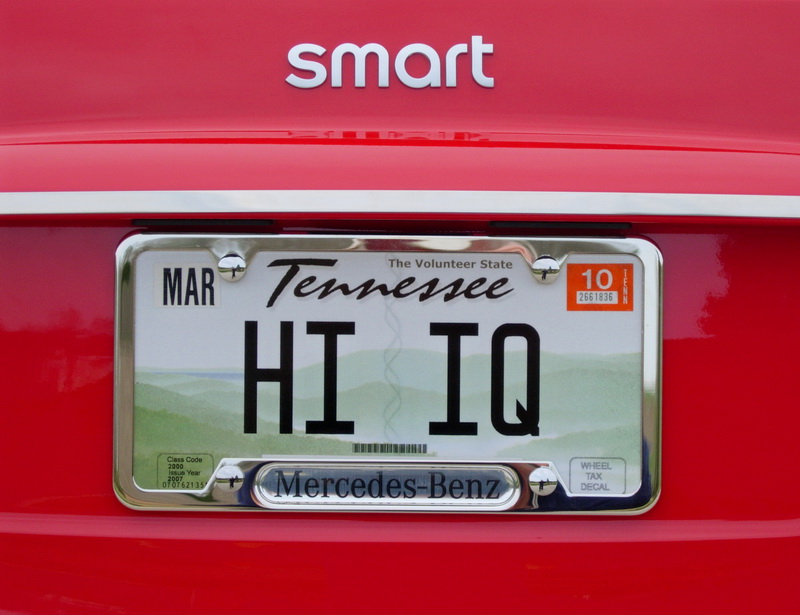 smart
The Volunteer State
MAR
Tennessee
10
2661836
TENN
HI IQ
Class Code
2000
Issue Year
2007
WHEEL
TAX
DECAL
Mercedes-Benz